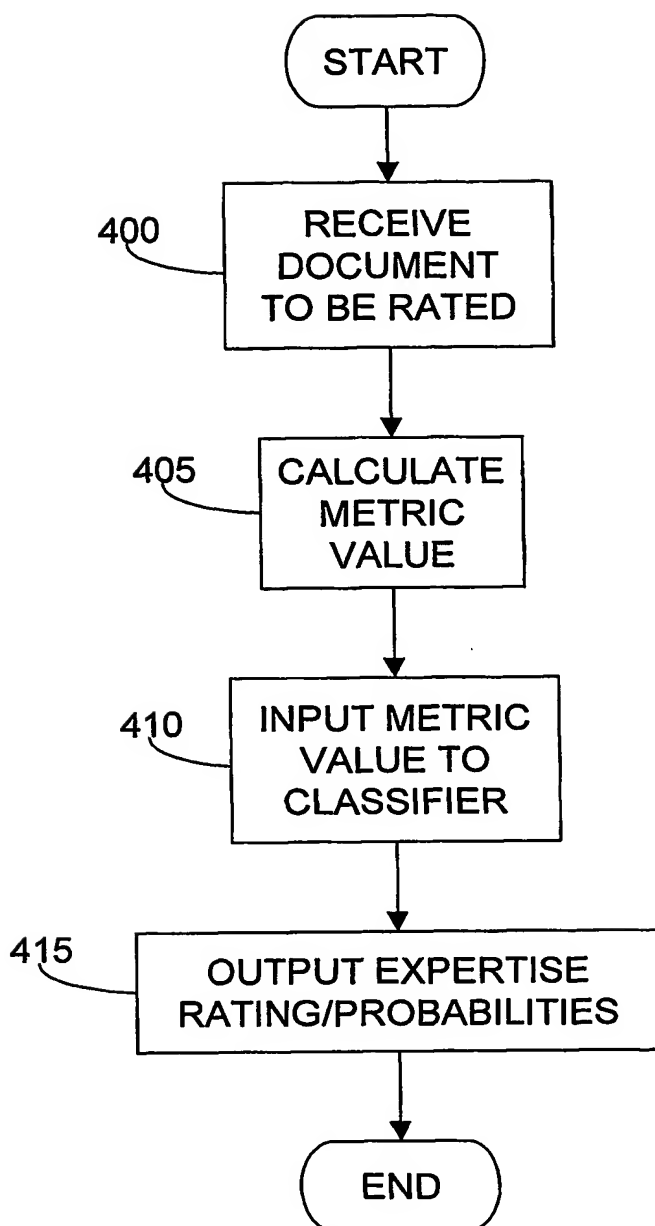 START
400
RECEIVE
DOCUMENT
TO BE RATED
405
CALCULATE
METRIC
VALUE
410
INPUT METRIC
VALUE TO
CLASSIFIER
415
OUTPUT EXPERTISE
RATING/PROBABILITIES
END